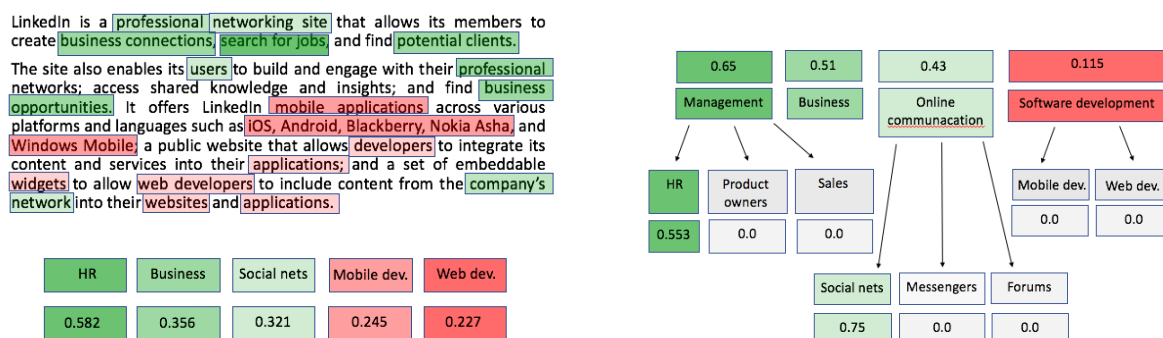 LinkedIn is a professional networking site that allows its members to
create business connections, search for jobs, and find potential clients.
The site also enables its users to build and engage with their professional
networks; access shared knowledge and insights; and find business
opportunities. It offers LinkedIn mobile applications across various
platforms and languages such as iOS, Android, Blackberry, Nokia Asha, and
Windows Mobile; a public website that allows developers to integrate its
content and services into their applications; and a set of embeddable
widgets to allow web developers to include content from the company's
network into their websites and applications.
HR Business Social nets Mobile dev. Web dev.
0.582 0.356 0.321 0.245 0.227
0.65 0.51 0.43 0.115
Management Business Online communacation Software development
HR Product owners Sales Mobile dev. Web dev.
0.553 0.0 0.0 0.0 0.0
Social nets Messengers Forums
0.75 0.0 0.0